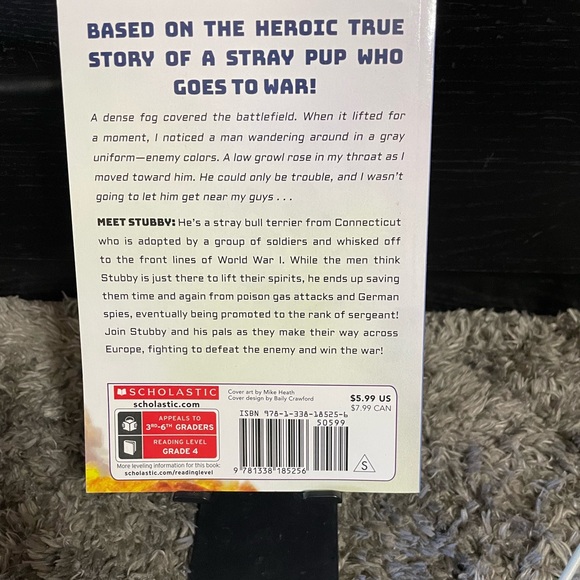 BASED ON THE HEROIC TRUE
STORY OF A STRAY PUP WHO
GOES TO WAR!
A dense fog covered the battlefield. When it lifted for
a moment, I noticed a man wandering around in a gray
uniform—enemy colors. A low growl rose in my throat as I
moved toward him. He could only be trouble, and I wasn't
going to let him get near my guys . . .
MEET STUBBY: He's a stray bull terrier from Connecticut
who is adopted by a group of soldiers and whisked off
to the front lines of World War I. While the men think
Stubby is just there to lift their spirits, he ends up saving
them time and again from poison gas attacks and German
spies, eventually being promoted to the rank of sergeant!
Join Stubby and his pals as they make their way across
Europe, fighting to defeat the enemy and win the war!
SCHOLASTIC
scholastic.com
Cover art by Mike Heath
Cover design by Baily Crawford
$5.99 US
$7.99 CAN
APPEALS TO
3RD-6TH GRADERS
READING LEVEL
GRADE 4
More leveling information for this book:
scholastic.com/readinglevel
ISBN 978-1-338-18525-6
50599
9 781338 185256
S